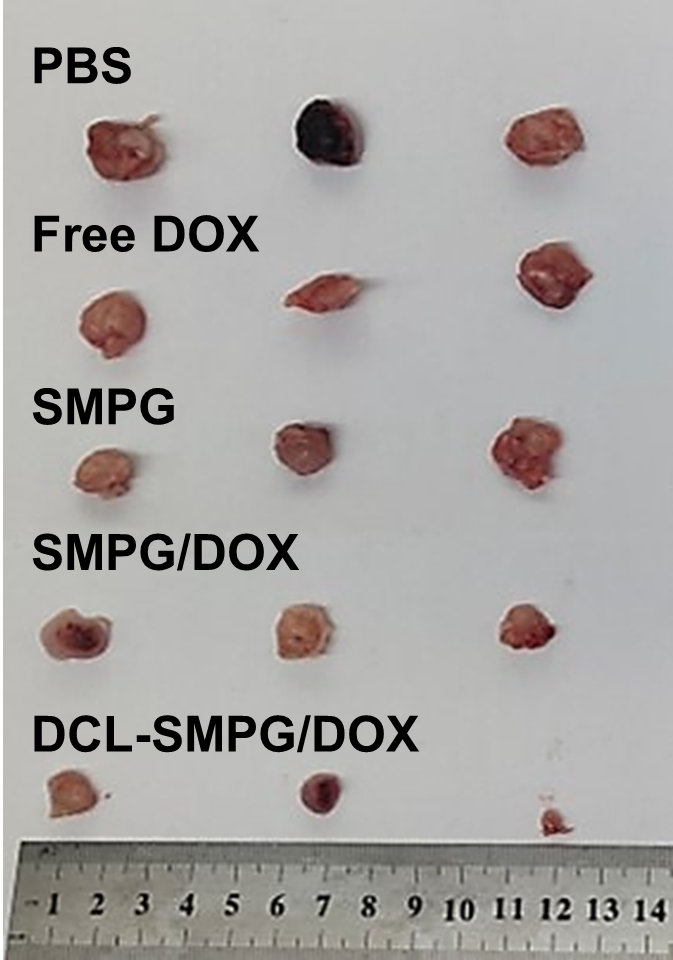 PBS
Free DOX
SMPG
SMPG/DOX
DCL-SMPG/DOX
1 2 3 4 5 6 7 8 9 10 11 12 13 14